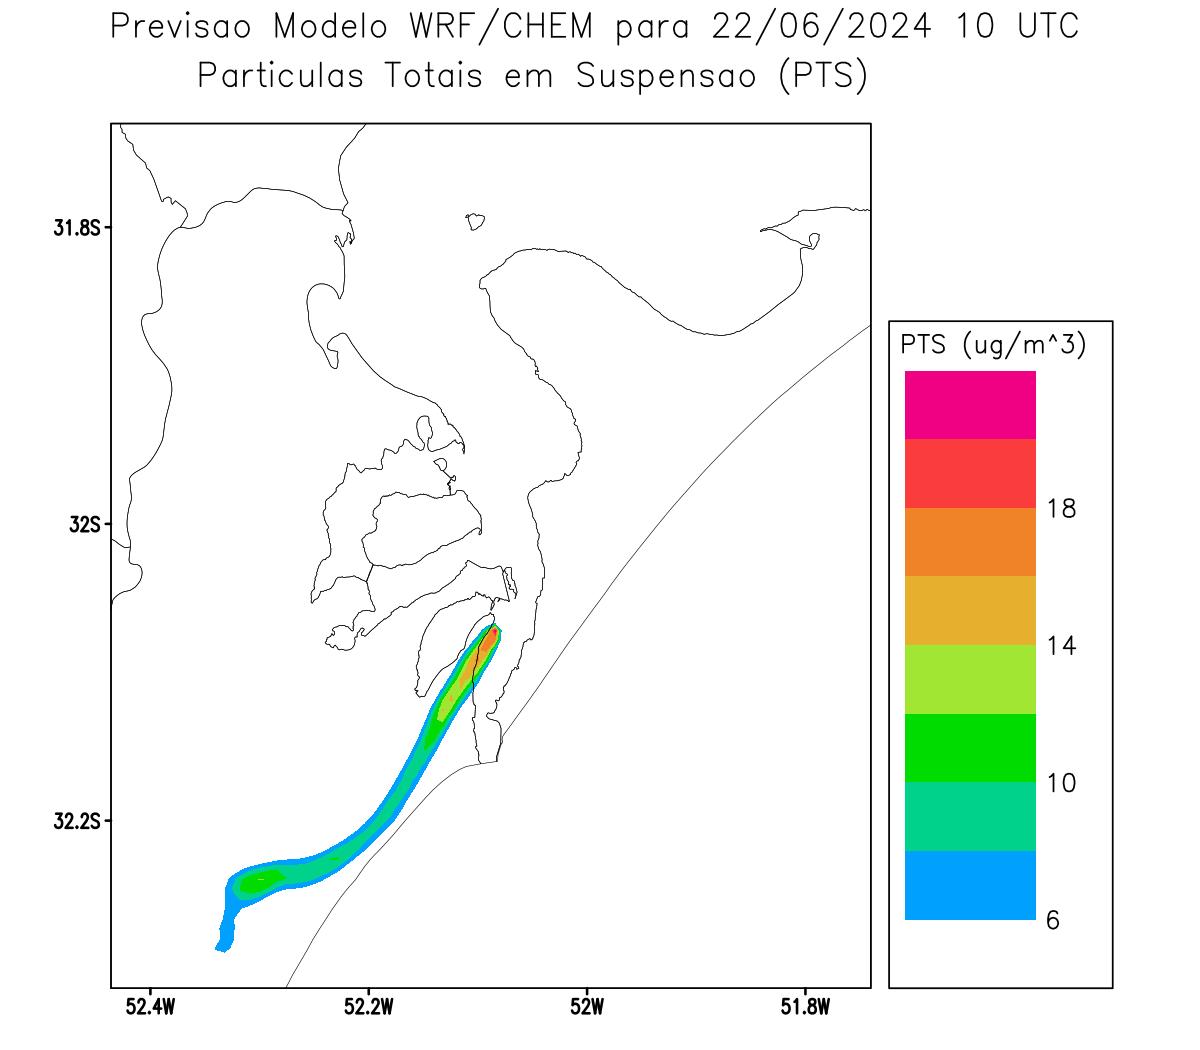 Previsao Modelo WRF/CHEM para 22/06/2024 10 UTC
Particulas Totais em Suspensao (PTS)
31.8S
32S
32.2S
52.4W
52.2W
52W
51.8W
PTS (ug/m^3)
18
14
10
6